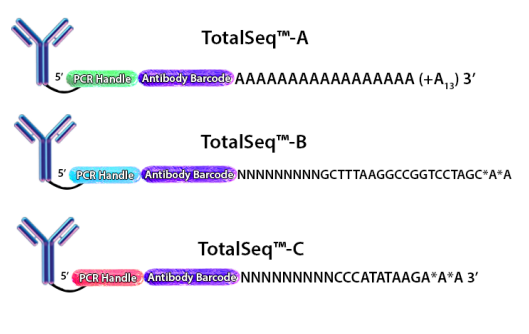 TotalSeq™-A
5′ PCR Handle Antibody Barcode AAAAAAAAAAAAAAAAA (+A₁₃) 3′
TotalSeq™-B
5′ PCR Handle Antibody Barcode NNNNNNNNNGCTTTAAGGCCGGTCCTAGC*A*A
TotalSeq™-C
5′ PCR Handle Antibody Barcode NNNNNNNNNCCCATATAAGA*A*A 3′